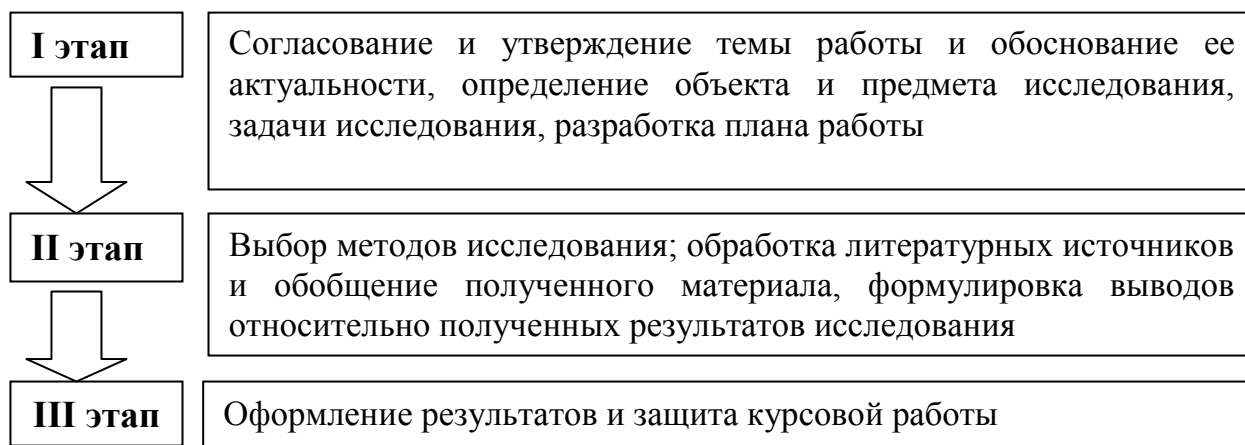 I этап
Согласование и утверждение темы работы и обоснование ее
актуальности, определение объекта и предмета исследования,
задачи исследования, разработка плана работы
II этап
Выбор методов исследования; обработка литературных источников
и обобщение полученного материала, формулировка выводов
относительно полученных результатов исследования
III этап
Оформление результатов и защита курсовой работы